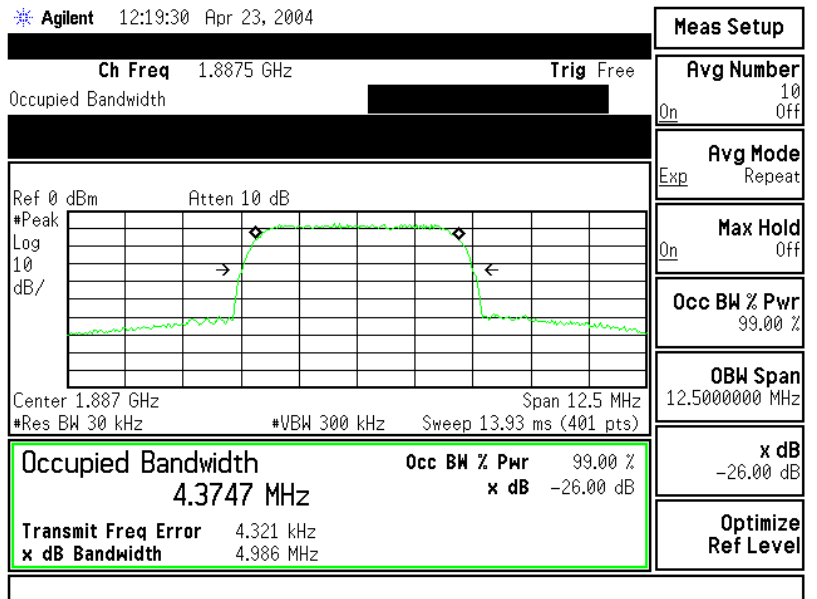 Agilent 12:19:30 Apr 23, 2004
Meas Setup
Ch Freq 1.8875 GHz Trig Free
Occupied Bandwidth
Avg Number
10
On Off
Avg Mode
Exp Repeat
Max Hold
On Off
Occ BW % Pwr
99.00 %
OBW Span
12.5000000 MHz
x dB
-26.00 dB
Optimize
Ref Level
Ref 0 dBm Atten 10 dB
#Peak
Log
10
dB/
Center 1.887 GHz Span 12.5 MHz
#Res BW 30 kHz #VBW 300 kHz Sweep 13.93 ms (401 pts)
Occupied Bandwidth
4.3747 MHz
Occ BW % Pwr 99.00 %
x dB -26.00 dB
Transmit Freq Error 4.321 kHz
x dB Bandwidth 4.986 MHz